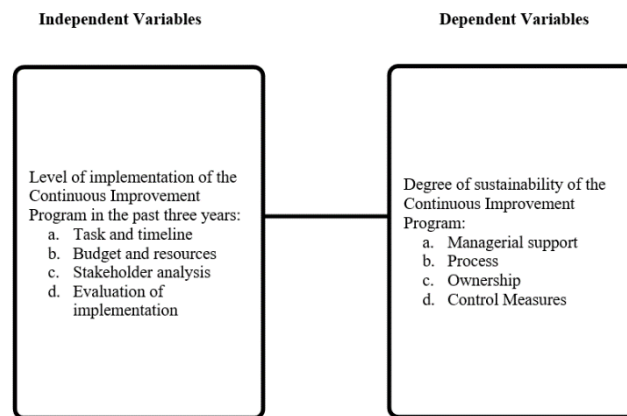 Independent Variables
Dependent Variables
Level of implementation of the
Continuous Improvement
Program in the past three years:
a. Task and timeline
b. Budget and resources
c. Stakeholder analysis
d. Evaluation of
implementation
Degree of sustainability of the
Continuous Improvement
Program:
a. Managerial support
b. Process
c. Ownership
d. Control Measures